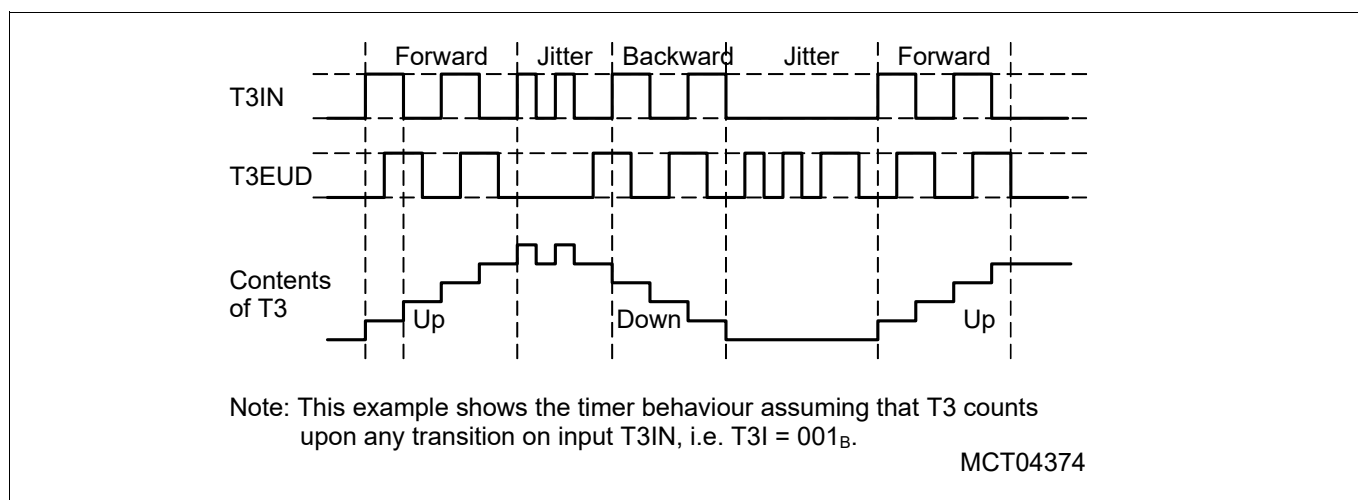 Forward Jitter Backward Jitter Forward
T3IN
T3EUD
Contents
of T3
Up Down Up
Note: This example shows the timer behaviour assuming that T3 counts
upon any transition on input T3IN, i.e. T3I = 001B.
MCT04374